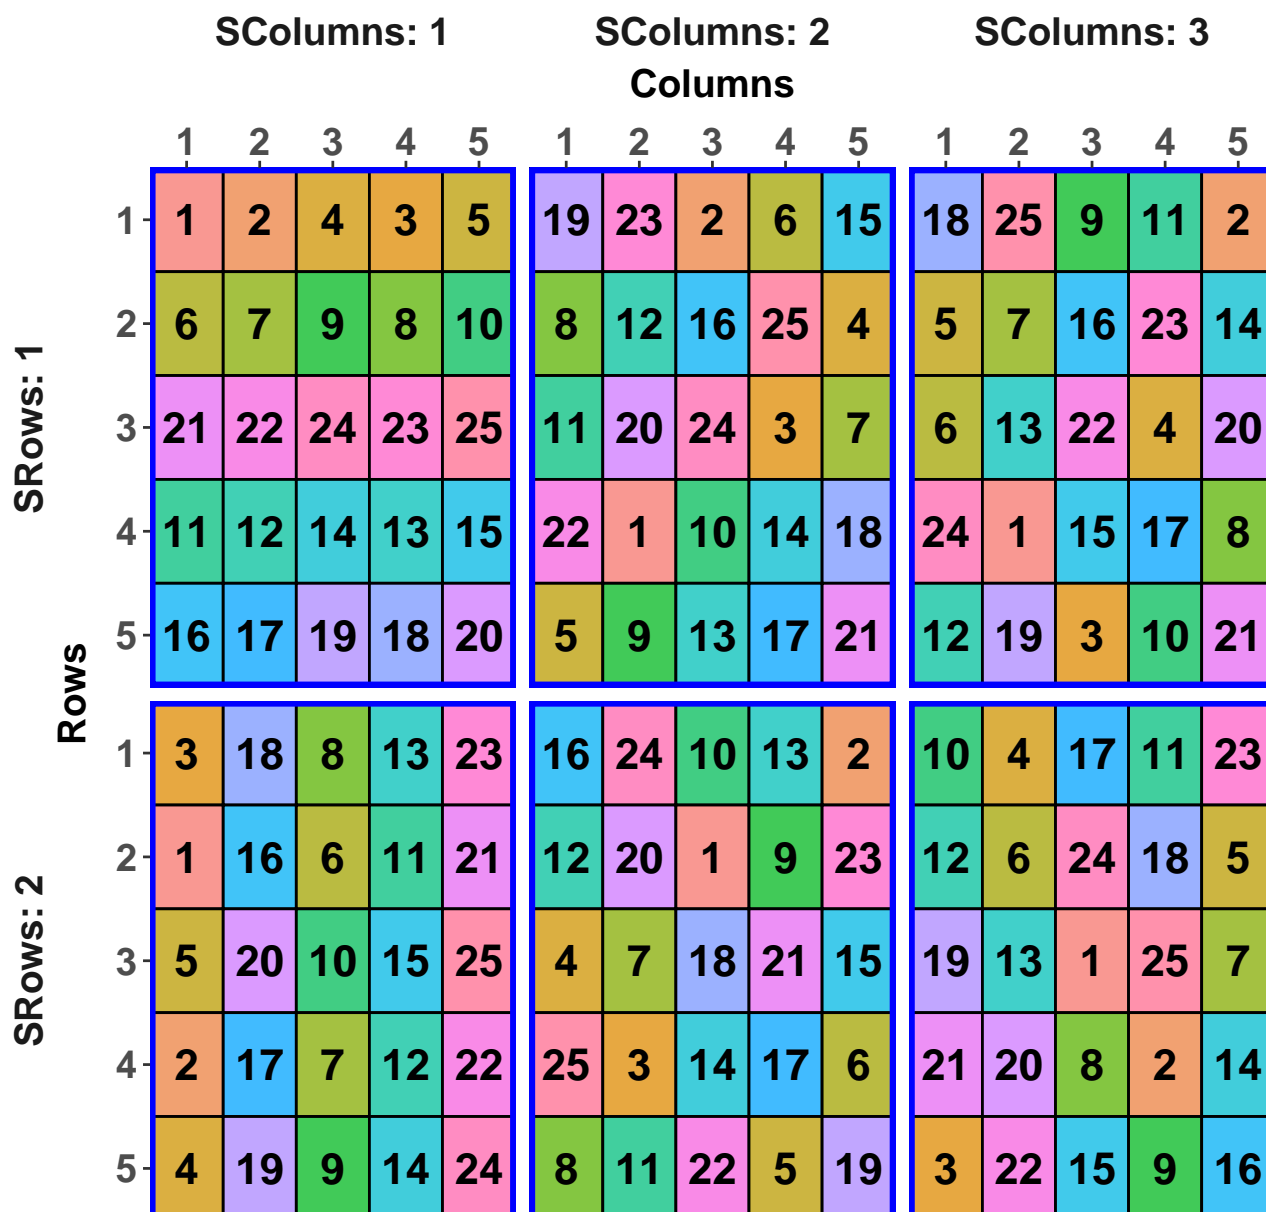 SColumns: 1 SColumns: 2 SColumns: 3
Columns
1 2 3 4 5 1 2 3 4 5 1 2 3 4 5
SRows: 1
Rows
SRows: 2
1 1 2 4 3 5 19 23 2 6 15 18 25 9 11 2
2 6 7 9 8 10 8 12 16 25 4 5 7 16 23 14
3 21 22 24 23 25 11 20 24 3 7 6 13 22 4 20
4 11 12 14 13 15 22 1 10 14 18 24 1 15 17 8
5 16 17 19 18 20 5 9 13 17 21 12 19 3 10 21
1 3 18 8 13 23 16 24 10 13 2 10 4 17 11 23
2 1 16 6 11 21 12 20 1 9 23 12 6 24 18 5
3 5 20 10 15 25 4 7 18 21 15 19 13 1 25 7
4 2 17 7 12 22 25 3 14 17 6 21 20 8 2 14
5 4 19 9 14 24 8 11 22 5 19 3 22 15 9 16